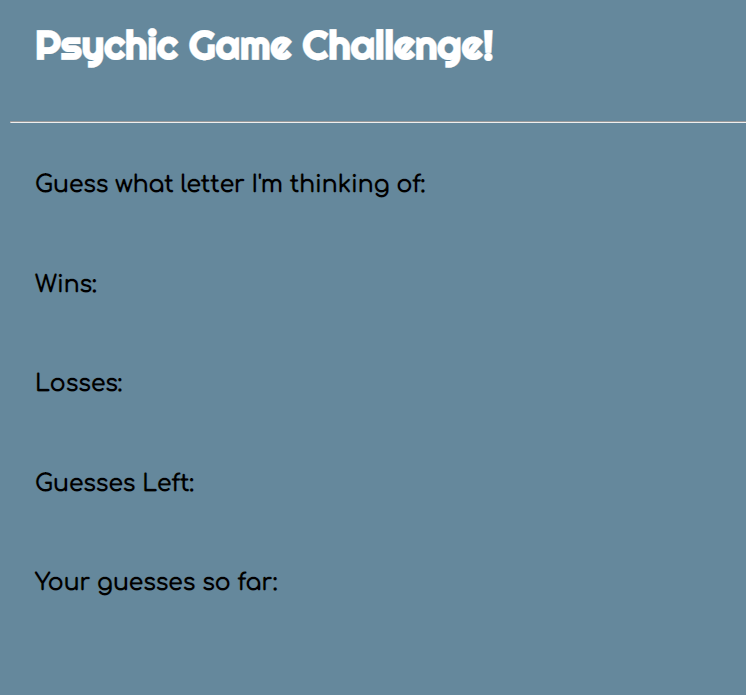 Psychic Game Challenge!
Guess what letter I'm thinking of:
Wins:
Losses:
Guesses Left:
Your guesses so far: